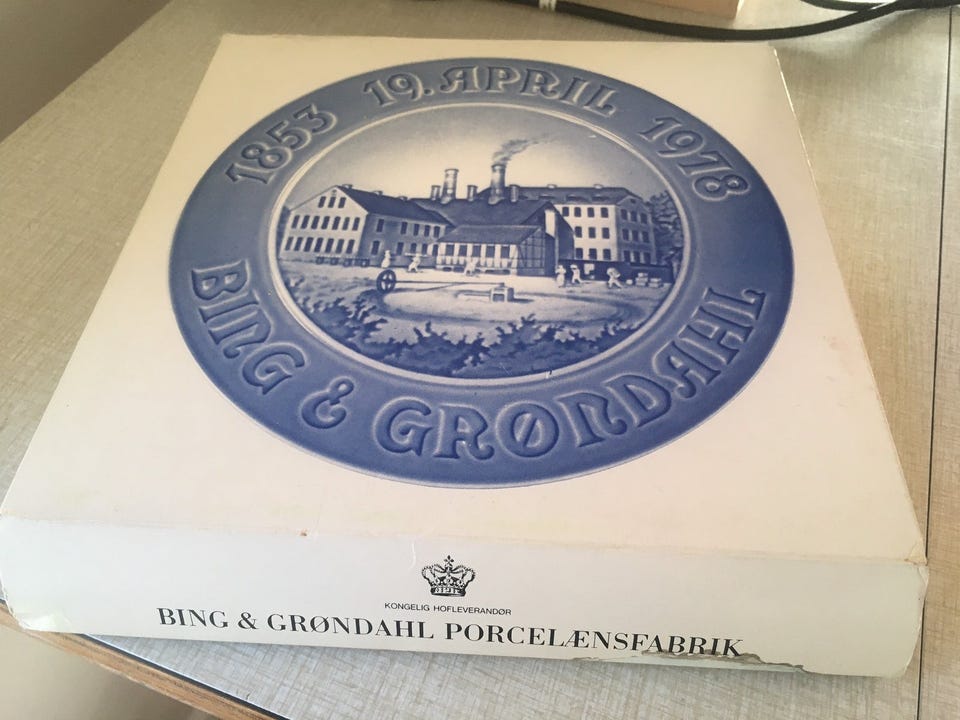 1853 19. APRIL 1978
BING & GRØNDAHL
KONGELIG HOFLEVERANDØR
BING & GRØNDAHL PORCELÆNSFABRIK